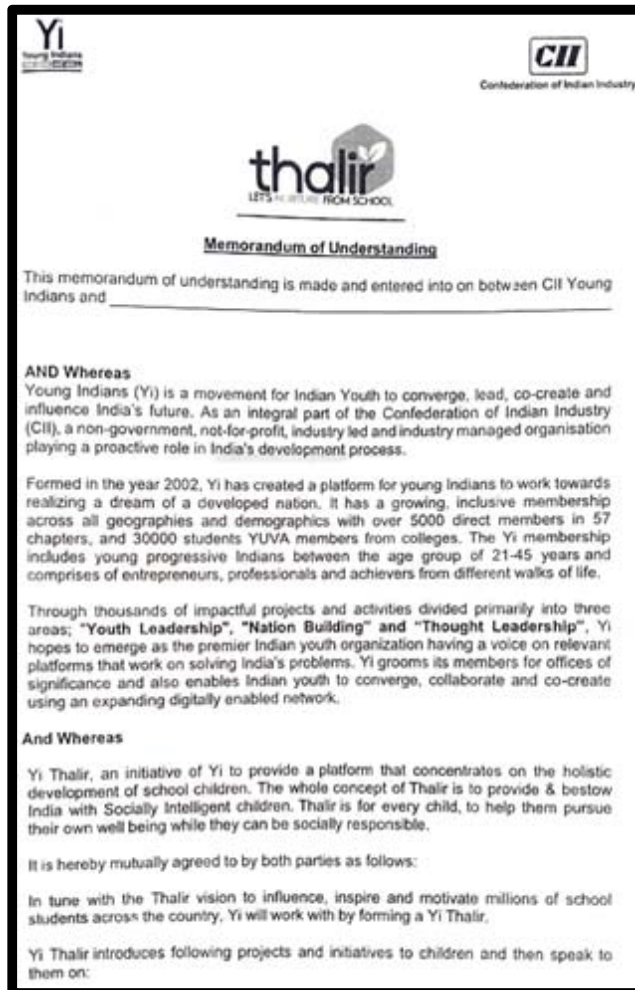 Yi
Young Indians
CII
Confederation of Indian Industry
thalir
LET'S NURTURE FROM SCHOOL
Memorandum of Understanding
This memorandum of understanding is made and entered into on between CII Young
Indians and
AND Whereas
Young Indians (Yi) is a movement for Indian Youth to converge, lead, co-create and
influence India's future. As an integral part of the Confederation of Indian Industry
(CII), a non-government, not-for-profit, industry led and industry managed organisation
playing a proactive role in India's development process.
Formed in the year 2002, Yi has created a platform for young Indians to work towards
realizing a dream of a developed nation. It has a growing, inclusive membership
across all geographies and demographics with over 5000 direct members in 57
chapters, and 30000 students YUVA members from colleges. The Yi membership
includes young progressive Indians between the age group of 21-45 years and
comprises of entrepreneurs, professionals and achievers from different walks of life.
Through thousands of impactful projects and activities divided primarily into three
areas; "Youth Leadership", "Nation Building" and "Thought Leadership", Yi
hopes to emerge as the premier Indian youth organization having a voice on relevant
platforms that work on solving India's problems. Yi grooms its members for offices of
significance and also enables Indian youth to converge, collaborate and co-create
using an expanding digitally enabled network.
And Whereas
Yi Thalir, an initiative of Yi to provide a platform that concentrates on the holistic
development of school children. The whole concept of Thalir is to provide & bestow
India with Socially Intelligent children. Thalir is for every child, to help them pursue
their own well being while they can be socially responsible.
It is hereby mutually agreed to by both parties as follows:
In tune with the Thalir vision to influence, inspire and motivate millions of school
students across the country, Yi will work with by forming a Yi Thalir.
Yi Thalir introduces following projects and initiatives to children and then speak to
them on: